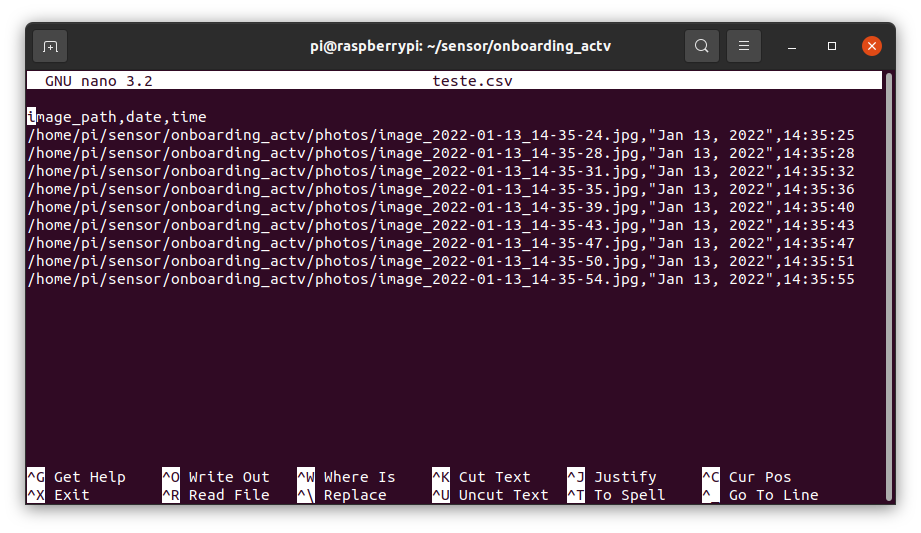 pi@raspberrypi: ~/sensor/onboarding_actv
GNU nano 3.2 teste.csv
image_path,date,time
/home/pi/sensor/onboarding_actv/photos/image_2022-01-13_14-35-24.jpg,"Jan 13, 2022",14:35:25
/home/pi/sensor/onboarding_actv/photos/image_2022-01-13_14-35-28.jpg,"Jan 13, 2022",14:35:28
/home/pi/sensor/onboarding_actv/photos/image_2022-01-13_14-35-31.jpg,"Jan 13, 2022",14:35:32
/home/pi/sensor/onboarding_actv/photos/image_2022-01-13_14-35-35.jpg,"Jan 13, 2022",14:35:36
/home/pi/sensor/onboarding_actv/photos/image_2022-01-13_14-35-39.jpg,"Jan 13, 2022",14:35:40
/home/pi/sensor/onboarding_actv/photos/image_2022-01-13_14-35-43.jpg,"Jan 13, 2022",14:35:43
/home/pi/sensor/onboarding_actv/photos/image_2022-01-13_14-35-47.jpg,"Jan 13, 2022",14:35:47
/home/pi/sensor/onboarding_actv/photos/image_2022-01-13_14-35-50.jpg,"Jan 13, 2022",14:35:51
/home/pi/sensor/onboarding_actv/photos/image_2022-01-13_14-35-54.jpg,"Jan 13, 2022",14:35:55
^G Get Help ^O Write Out ^W Where Is ^K Cut Text ^J Justify ^C Cur Pos
^X Exit ^R Read File ^\ Replace ^U Uncut Text ^T To Spell ^_ Go To Line